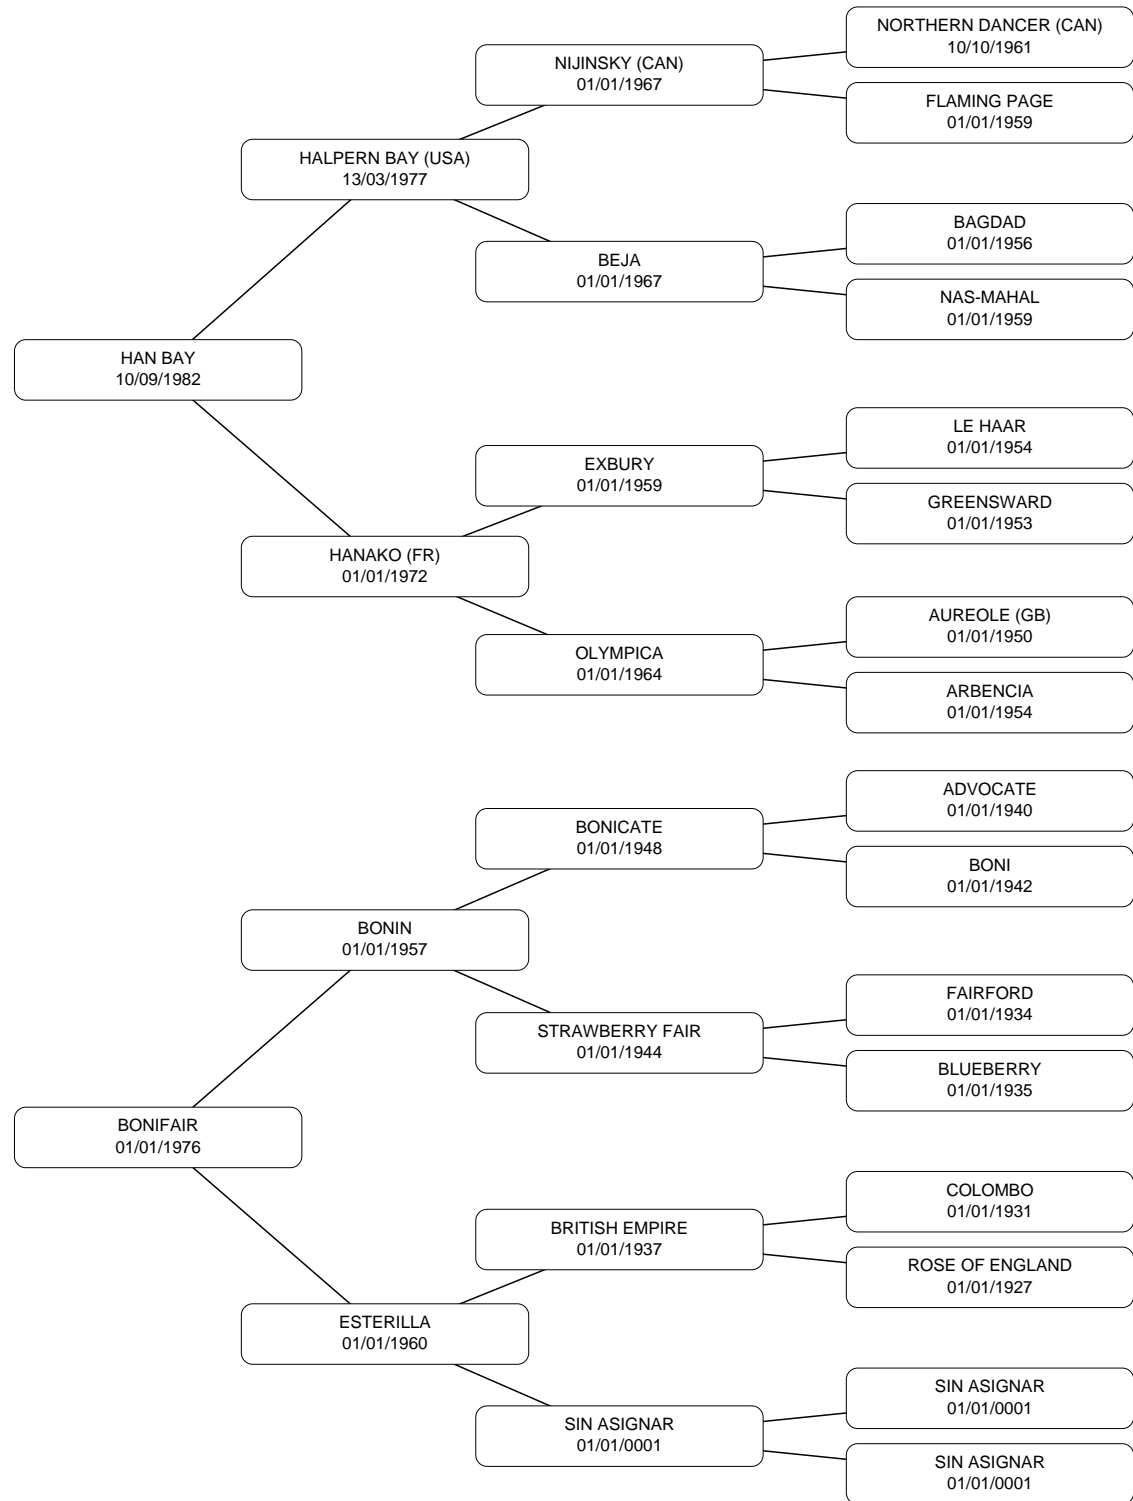 NORTHERN DANCER (CAN)
10/10/1961
NIJINSKY (CAN)
01/01/1967
FLAMING PAGE
01/01/1959
HALPERN BAY (USA)
13/03/1977
BAGDAD
01/01/1956
BEJA
01/01/1967
NAS-MAHAL
01/01/1959
HAN BAY
10/09/1982
LE HAAR
01/01/1954
EXBURY
01/01/1959
GREENSWARD
01/01/1953
HANAKO (FR)
01/01/1972
AUREOLE (GB)
01/01/1950
OLYMPICA
01/01/1964
ARBENCIA
01/01/1954
ADVOCATE
01/01/1940
BONICATE
01/01/1948
BONI
01/01/1942
BONIN
01/01/1957
FAIRFORD
01/01/1934
STRAWBERRY FAIR
01/01/1944
BLUEBERRY
01/01/1935
BONIFAIR
01/01/1976
COLOMBO
01/01/1931
BRITISH EMPIRE
01/01/1937
ROSE OF ENGLAND
01/01/1927
ESTERILLA
01/01/1960
SIN ASIGNAR
01/01/0001
SIN ASIGNAR
01/01/0001
SIN ASIGNAR
01/01/0001